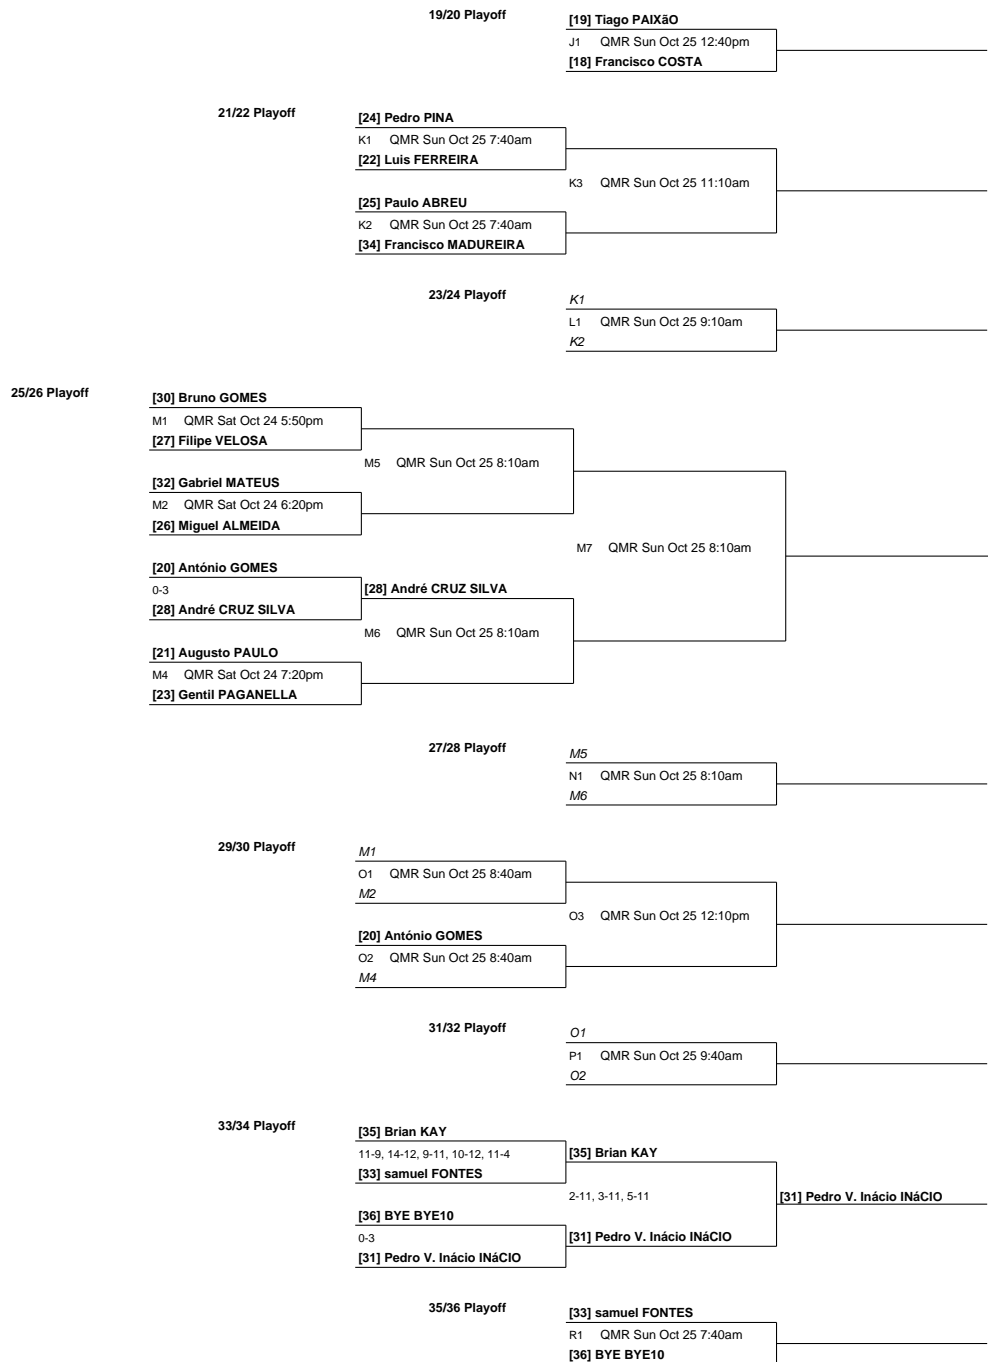 19/20 Playoff
[19] Tiago PAIXãO
J1 QMR Sun Oct 25 12:40pm
[18] Francisco COSTA
21/22 Playoff
[24] Pedro PINA
K1 QMR Sun Oct 25 7:40am
[22] Luis FERREIRA
K3 QMR Sun Oct 25 11:10am
[25] Paulo ABREU
K2 QMR Sun Oct 25 7:40am
[34] Francisco MADUREIRA
23/24 Playoff
K1
L1 QMR Sun Oct 25 9:10am
K2
25/26 Playoff
[30] Bruno GOMES
M1 QMR Sat Oct 24 5:50pm
[27] Filipe VELOSA
M5 QMR Sun Oct 25 8:10am
[32] Gabriel MATEUS
M2 QMR Sat Oct 24 6:20pm
[26] Miguel ALMEIDA
M7 QMR Sun Oct 25 8:10am
[20] António GOMES
0-3
[28] André CRUZ SILVA
[28] André CRUZ SILVA
M6 QMR Sun Oct 25 8:10am
[21] Augusto PAULO
M4 QMR Sat Oct 24 7:20pm
[23] Gentil PAGANELLA
27/28 Playoff
M5
N1 QMR Sun Oct 25 8:10am
M6
29/30 Playoff
M1
O1 QMR Sun Oct 25 8:40am
M2
O3 QMR Sun Oct 25 12:10pm
[20] António GOMES
O2 QMR Sun Oct 25 8:40am
M4
31/32 Playoff
O1
P1 QMR Sun Oct 25 9:40am
O2
33/34 Playoff
[35] Brian KAY
11-9, 14-12, 9-11, 10-12, 11-4
[35] Brian KAY
[33] samuel FONTES
2-11, 3-11, 5-11
[31] Pedro V. Inácio INáCIO
[36] BYE BYE10
0-3
[31] Pedro V. Inácio INáCIO
[31] Pedro V. Inácio INáCIO
35/36 Playoff
[33] samuel FONTES
R1 QMR Sun Oct 25 7:40am
[36] BYE BYE10